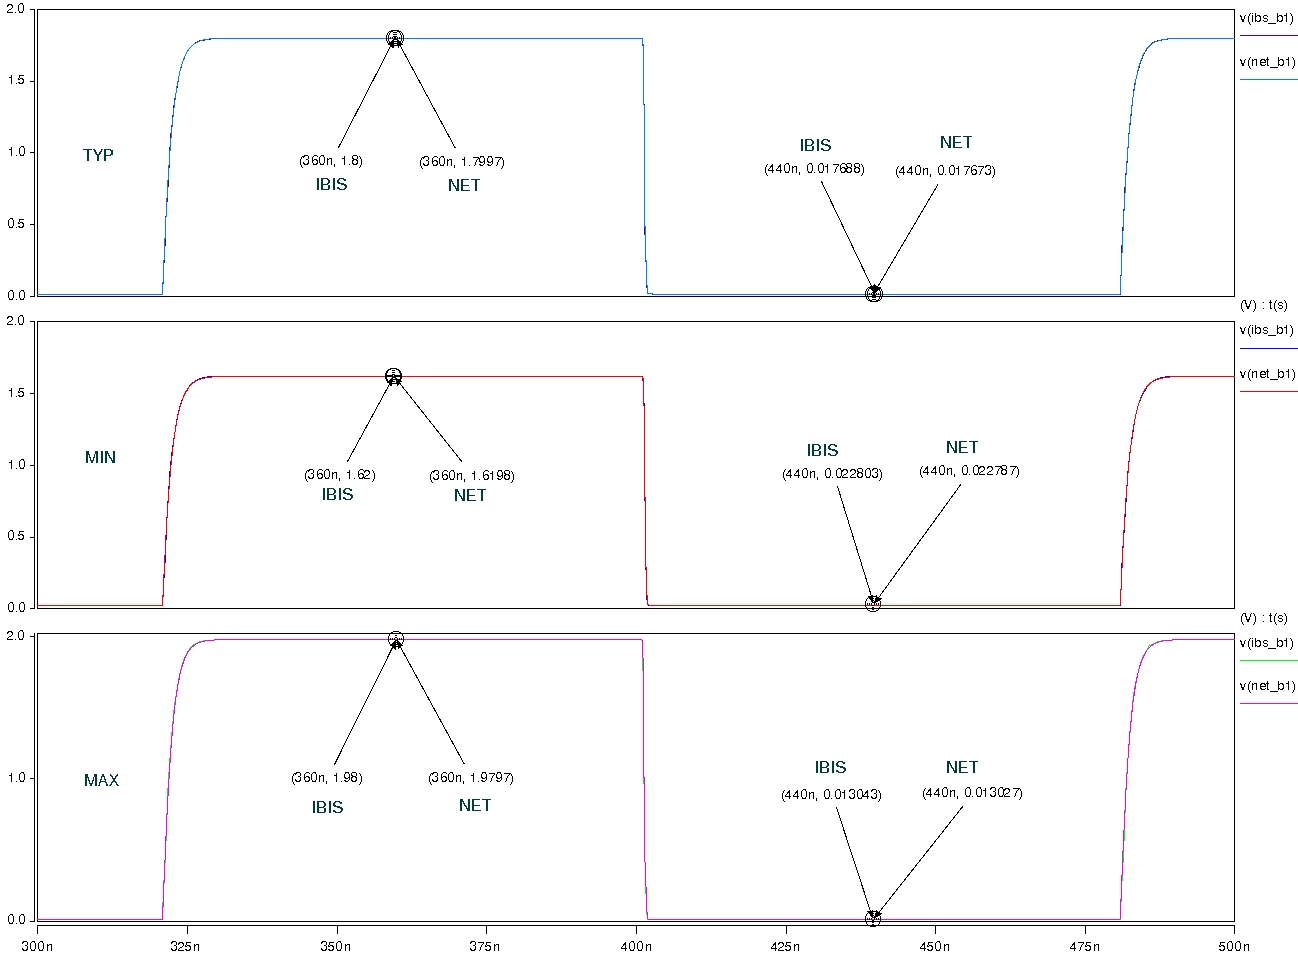 2.0
v(ibs_b1)
v(net_b1)
1.5
1.0
0.5
0.0
TYP
(360n, 1.8)
IBIS
(360n, 1.7997)
NET
IBIS
(440n, 0.017688)
NET
(440n, 0.017673)
(V) : t(s)
2.0
v(ibs_b1)
v(net_b1)
1.5
1.0
0.5
0.0
MIN
(360n, 1.62)
IBIS
(360n, 1.6198)
NET
IBIS
(440n, 0.022803)
NET
(440n, 0.022787)
(V) : t(s)
2.0
v(ibs_b1)
v(net_b1)
1.0
0.0
MAX
(360n, 1.98)
IBIS
(360n, 1.9797)
NET
IBIS
(440n, 0.013043)
NET
(440n, 0.013027)
300n 325n 350n 375n 400n 425n 450n 475n 500n